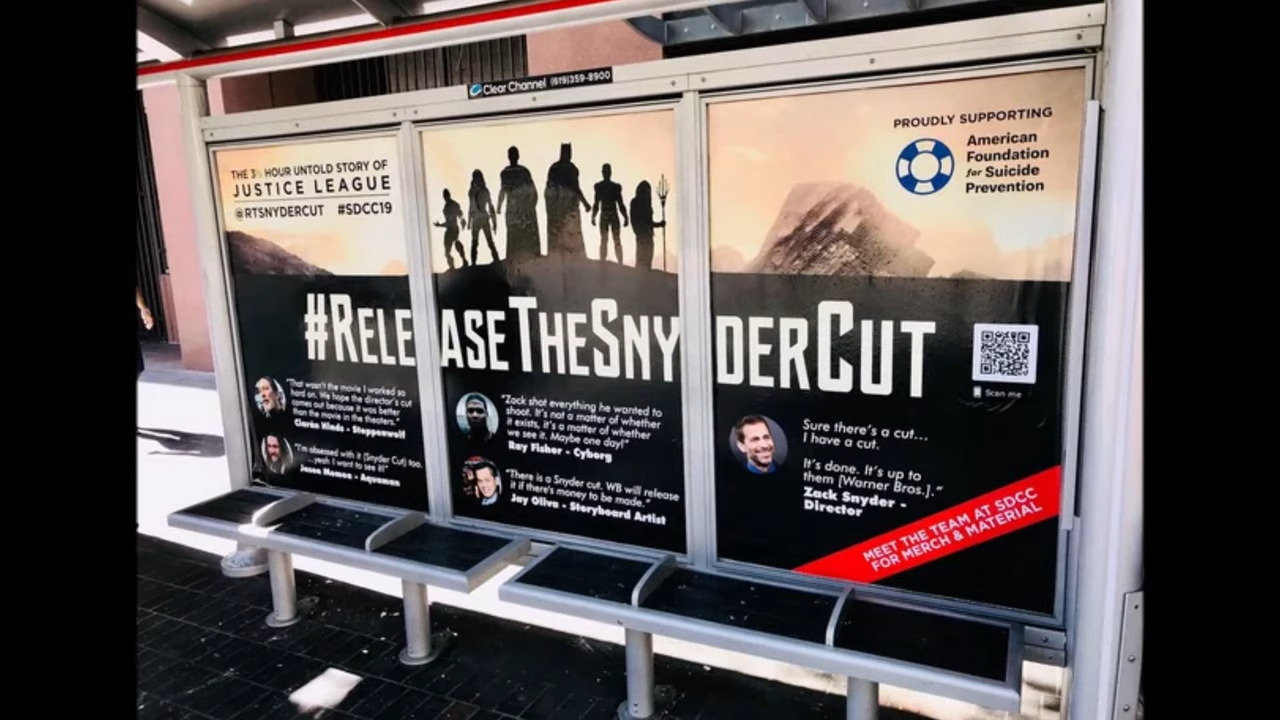 Clear Channel (619)359-8900
THE 3½ HOUR UNTOLD STORY OF
JUSTICE LEAGUE
@RTSNYDERCUT #SDCC19
PROUDLY SUPPORTING
American
Foundation
for Suicide
Prevention
#RELEASETHESNYDERCUT
Scan me
"That wasn't the movie I worked so
hard on. We hope the director's cut
comes out because it was better
than the movie in the theaters."
Ciarán Hinds - Steppenwolf
"I'm obsessed with it (Snyder Cut) too.
...yeah I want to see it!"
Jason Momoa - Aquaman
"Zack shot everything he wanted to
shoot. It's not a matter of whether
it exists, it's a matter of whether
we see it. Maybe one day!"
Ray Fisher - Cyborg
"There is a Snyder cut. WB will release
it if there's money to be made."
Jay Oliva - Storyboard Artist
Sure there's a cut...
I have a cut.
It's done. It's up to
them [Warner Bros.]."
Zack Snyder -
Director
MEET THE TEAM AT SDCC
FOR MERCH & MATERIAL